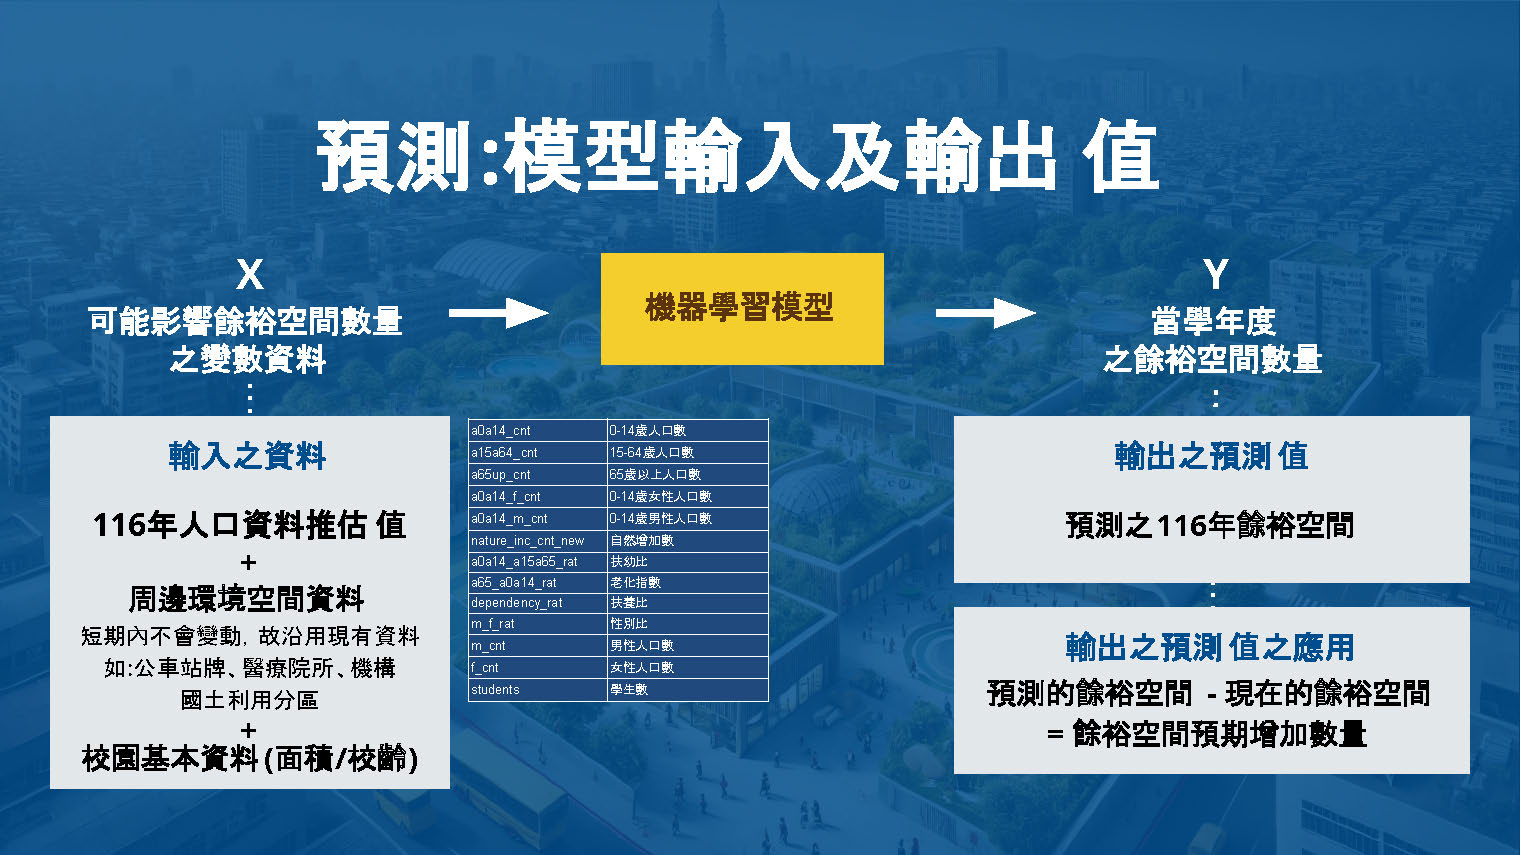 預測:模型輸入及輸出 值
X
可能影響餘裕空間數量
之變數資料
機器學習模型
Y
當學年度
之餘裕空間數量
輸入之資料
116年人口資料推估 值
+
周邊環境空間資料
短期內不會變動, 故沿用現有資料
如:公車站牌、醫療院所、機構
國土利用分區
+
校園基本資料 (面積/校齡)
a0a14_cnt 0-14歲人口數
a15a64_cnt 15-64歲人口數
a65up_cnt 65歲以上人口數
a0a14_f_cnt 0-14歲女性人口數
a0a14_m_cnt 0-14歲男性人口數
nature_inc_cnt_new 自然增加數
a0a14_a15a65_rat 扶幼比
a65_a0a14_rat 老化指數
dependency_rat 扶養比
m_f_rat 性別比
m_cnt 男性人口數
f_cnt 女性人口數
students 學生數
輸出之預測 值
預測之 116年餘裕空間
輸出之預測 值之應用
預測的餘裕空間 - 現在的餘裕空間
= 餘裕空間預期增加數量